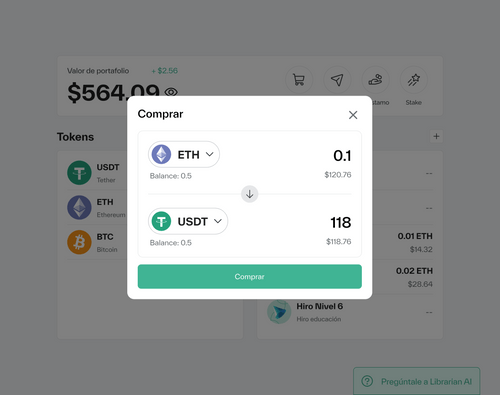 Valor de portafolio + $2.56
$564.09
Stake
Tokens
+
Comprar
ETH 0.1
Balance: 0.5 $120.76
USDT 118
Balance: 0.5 $118.76
Comprar
USDT
Tether
ETH
Ethereum
BTC
Bitcoin
--
--
0.01 ETH
$14.32
0.02 ETH
$28.64
Hiro Nivel 6 --
Hiro educación
? Pregúntale a Librarian AI